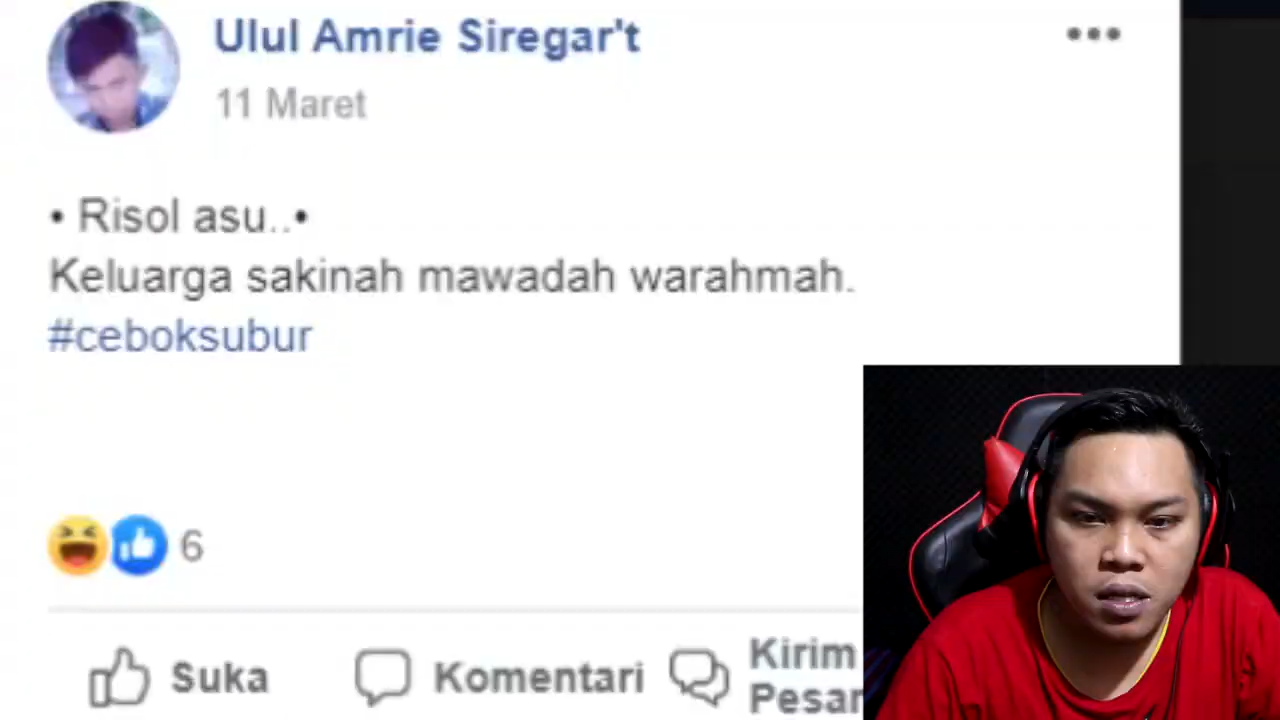 Ulul Amrie Siregar't
11 Maret
• Risol asu..•
Keluarga sakinah mawadah warahmah.
#ceboksubur
6
Suka
Komentari
Kirim
Pesan